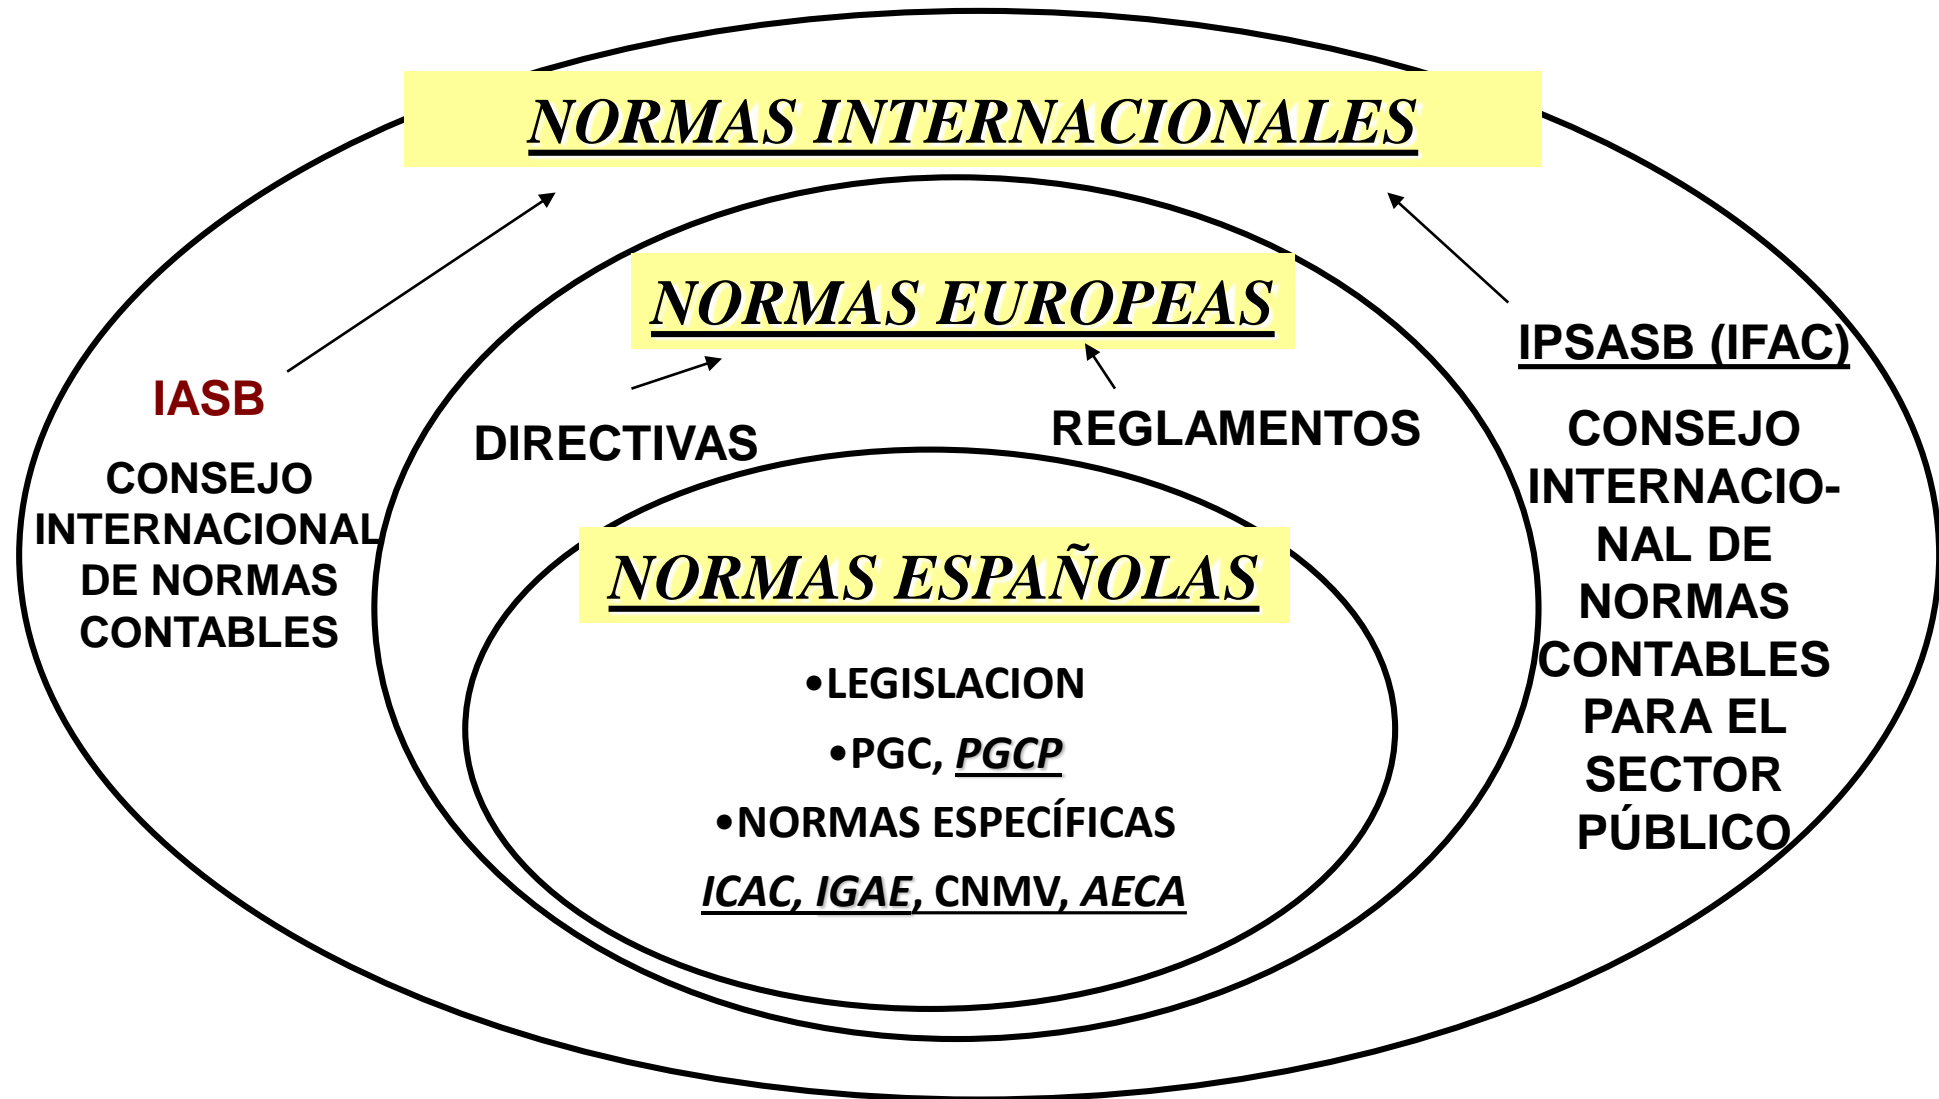 NORMAS INTERNACIONALES
NORMAS EUROPEAS
IASB
CONSEJO
INTERNACIONAL
DE NORMAS
CONTABLES
DIRECTIVAS
REGLAMENTOS
IPSASB (IFAC)
CONSEJO
INTERNACIO-
NAL DE
NORMAS
CONTABLES
PARA EL
SECTOR
PÚBLICO
NORMAS ESPAÑOLAS
•LEGISLACION
•PGC, PGCP
•NORMAS ESPECÍFICAS
ICAC, IGAE, CNMV, AECA